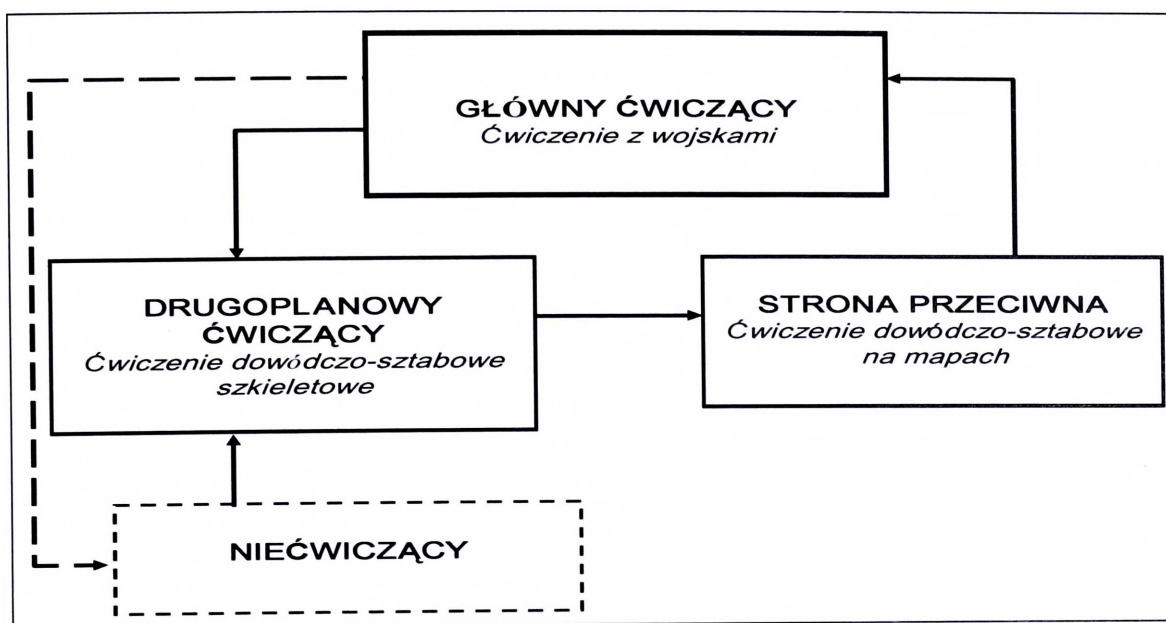 GŁÓWNY ĆWICZĄCY
Ćwiczenie z wojskami
DRUGOPLANOWY
ĆWICZĄCY
Ćwiczenie dowódczo-sztabowe
szkieletowe
STRONA PRZECIWNA
Ćwiczenie dowódczo-sztabowe
na mapach
NIEĆWICZĄCY